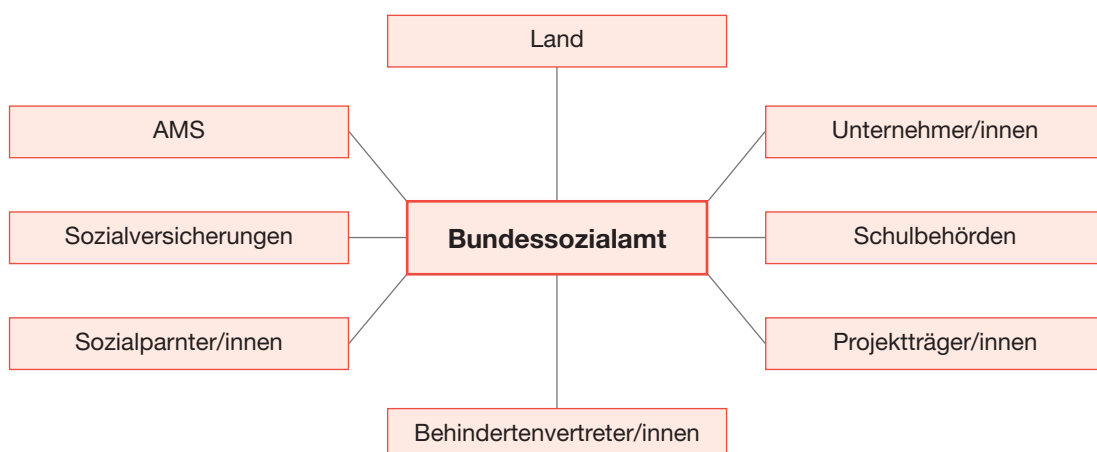 Land
AMS
Unternehmer/innen
Sozialversicherungen
Bundessozialamt
Schulbehörden
Sozialparnter/innen
Projektträger/innen
Behindertenvertreter/innen